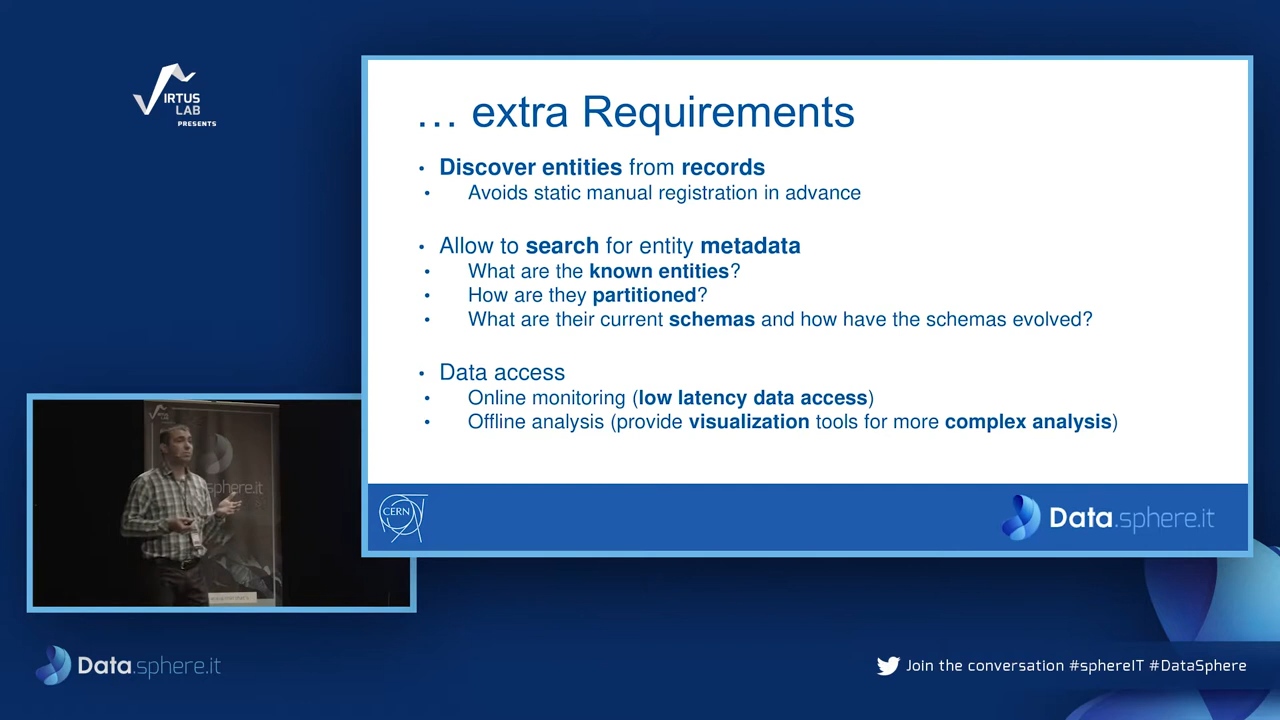 VIRTUS
LAB
PRESENTS
… extra Requirements
• Discover entities from records
• Avoids static manual registration in advance
• Allow to search for entity metadata
• What are the known entities?
• How are they partitioned?
• What are their current schemas and how have the schemas evolved?
• Data access
• Online monitoring (low latency data access)
• Offline analysis (provide visualization tools for more complex analysis)
CERN
Data.sphere.it
sphere.it
Data.sphere.it
Join the conversation #sphereIT #DataSphere